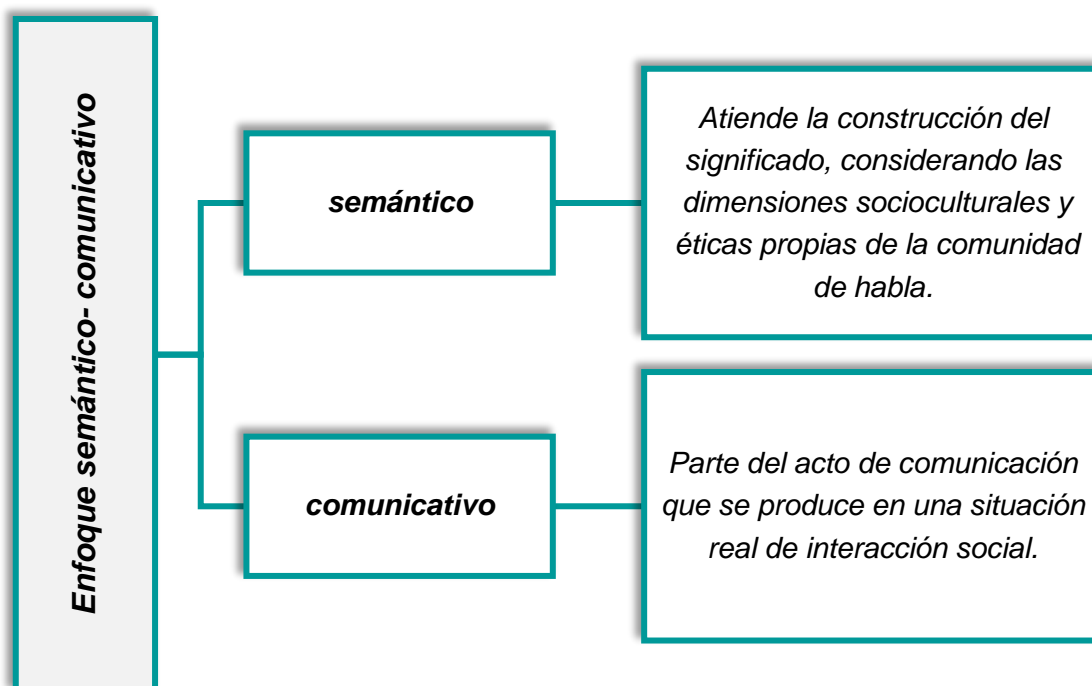 Enfoque semántico- comunicativo
semántico
Atiende la construcción del
significado, considerando las
dimensiones socioculturales y
éticas propias de la comunidad
de habla.
comunicativo
Parte del acto de comunicación
que se produce en una situación
real de interacción social.